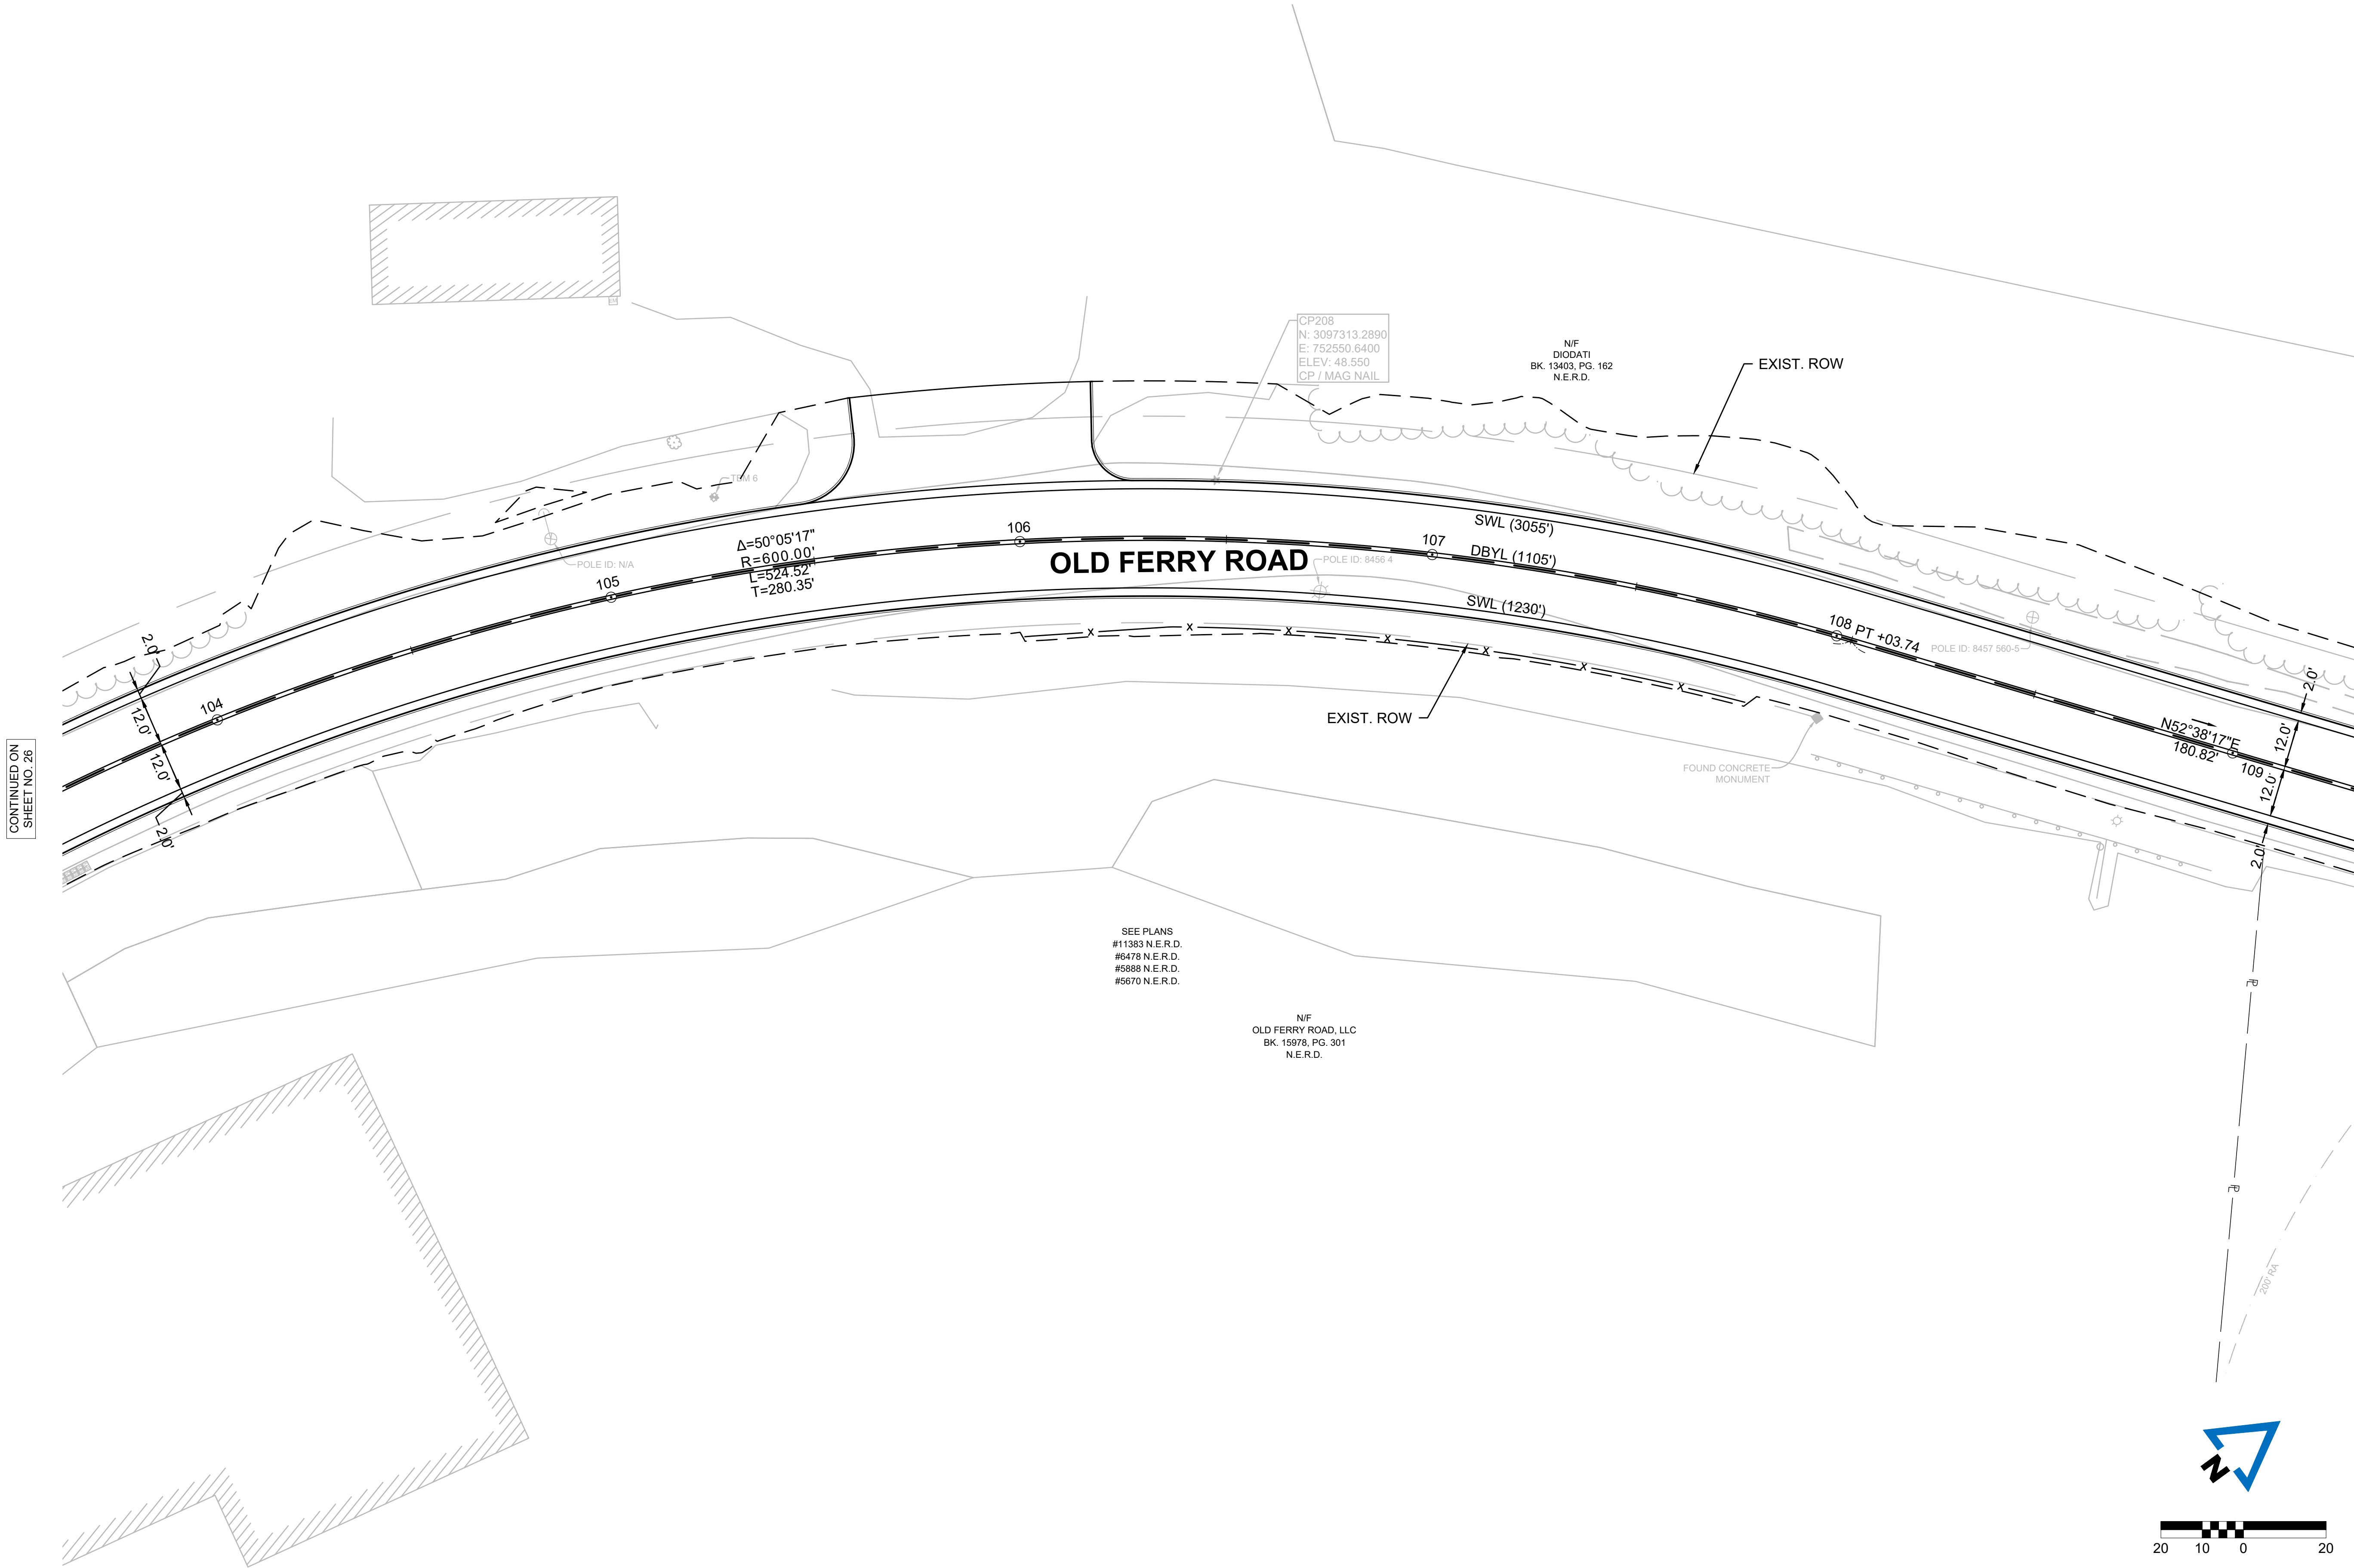 CP208
N: 3097313.2890
E: 752550.6400
ELEV: 48.550
CP / MAG NAIL
N/F
DIODATI
BK. 13403, PG. 162
N.E.R.D.
EXIST. ROW
EM
TBM 6
POLE ID: N/A
Δ=50°05'17"
R=600.00'
L=524.52'
T=280.35'
106
OLD FERRY ROAD
POLE ID: 8456 4
107
SWL (3055')
DBYL (1105')
SWL (1230')
105
104
2.0'
12.0'
12.0'
2.0'
X
X
X
X
X
X
X
108
PT +03.74
POLE ID: 8457 560-5
EXIST. ROW
FOUND CONCRETE
MONUMENT
N52°38'17"E
180.82'
109
2.0'
12.0'
12.0'
2.0'
CONTINUED ON
SHEET NO. 26
SEE PLANS
#11383 N.E.R.D.
#6478 N.E.R.D.
#5888 N.E.R.D.
#5670 N.E.R.D.
N/F
OLD FERRY ROAD, LLC
BK. 15978, PG. 301
N.E.R.D.
PL
PL
200' RA
N
20 10 0 20